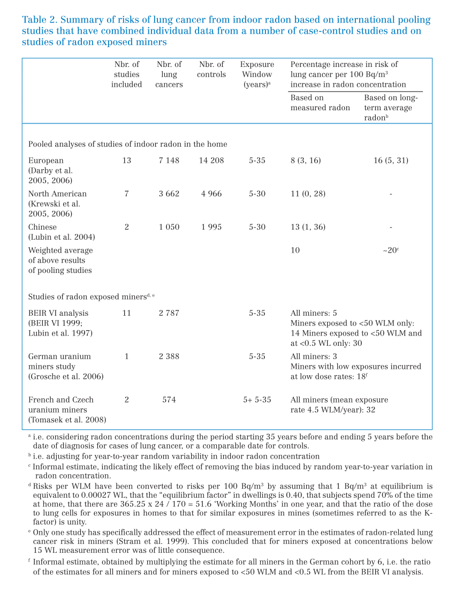 Table 2. Summary of risks of lung cancer from indoor radon based on international pooling
studies that have combined individual data from a number of case-control studies and on
studies of radon exposed miners
Nbr. of studies included
Nbr. of lung cancers
Nbr. of controls
Exposure Window (years)ᵃ
Percentage increase in risk of
lung cancer per 100 Bq/m³
increase in radon concentration
Based on measured radon
Based on long-term average radonᵇ
Pooled analyses of studies of indoor radon in the home
European (Darby et al. 2005, 2006) 13 7 148 14 208 5-35 8 (3, 16) 16 (5, 31)
North American (Krewski et al. 2005, 2006) 7 3 662 4 966 5-30 11 (0, 28) -
Chinese (Lubin et al. 2004) 2 1 050 1 995 5-30 13 (1, 36) -
Weighted average of above results of pooling studies 10 ~20ᶜ
Studies of radon exposed minersᵈ, ᵉ
BEIR VI analysis (BEIR VI 1999; Lubin et al. 1997) 11 2 787 5-35 All miners: 5
Miners exposed to <50 WLM only:
14 Miners exposed to <50 WLM and
at <0.5 WL only: 30
German uranium miners study (Grosche et al. 2006) 1 2 388 5-35 All miners: 3
Miners with low exposures incurred
at low dose rates: 18ᶠ
French and Czech uranium miners (Tomasek et al. 2008) 2 574 5+ 5-35 All miners (mean exposure
rate 4.5 WLM/year): 32
ᵃ i.e. considering radon concentrations during the period starting 35 years before and ending 5 years before the
date of diagnosis for cases of lung cancer, or a comparable date for controls.
ᵇ i.e. adjusting for year-to-year random variability in indoor radon concentration
ᶜ Informal estimate, indicating the likely effect of removing the bias induced by random year-to-year variation in
radon concentration.
ᵈ Risks per WLM have been converted to risks per 100 Bq/m³ by assuming that 1 Bq/m³ at equilibrium is
equivalent to 0.00027 WL, that the "equilibrium factor" in dwellings is 0.40, that subjects spend 70% of the time
at home, that there are 365.25 x 24 / 170 = 51.6 'Working Months' in one year, and that the ratio of the dose
to lung cells for exposures in homes to that for similar exposures in mines (sometimes referred to as the K-
factor) is unity.
ᵉ Only one study has specifically addressed the effect of measurement error in the estimates of radon-related lung
cancer risk in miners (Stram et al. 1999). This concluded that for miners exposed at concentrations below
15 WL measurement error was of little consequence.
ᶠ Informal estimate, obtained by multiplying the estimate for all miners in the German cohort by 6, i.e. the ratio
of the estimates for all miners and for miners exposed to <50 WLM and <0.5 WL from the BEIR VI analysis.